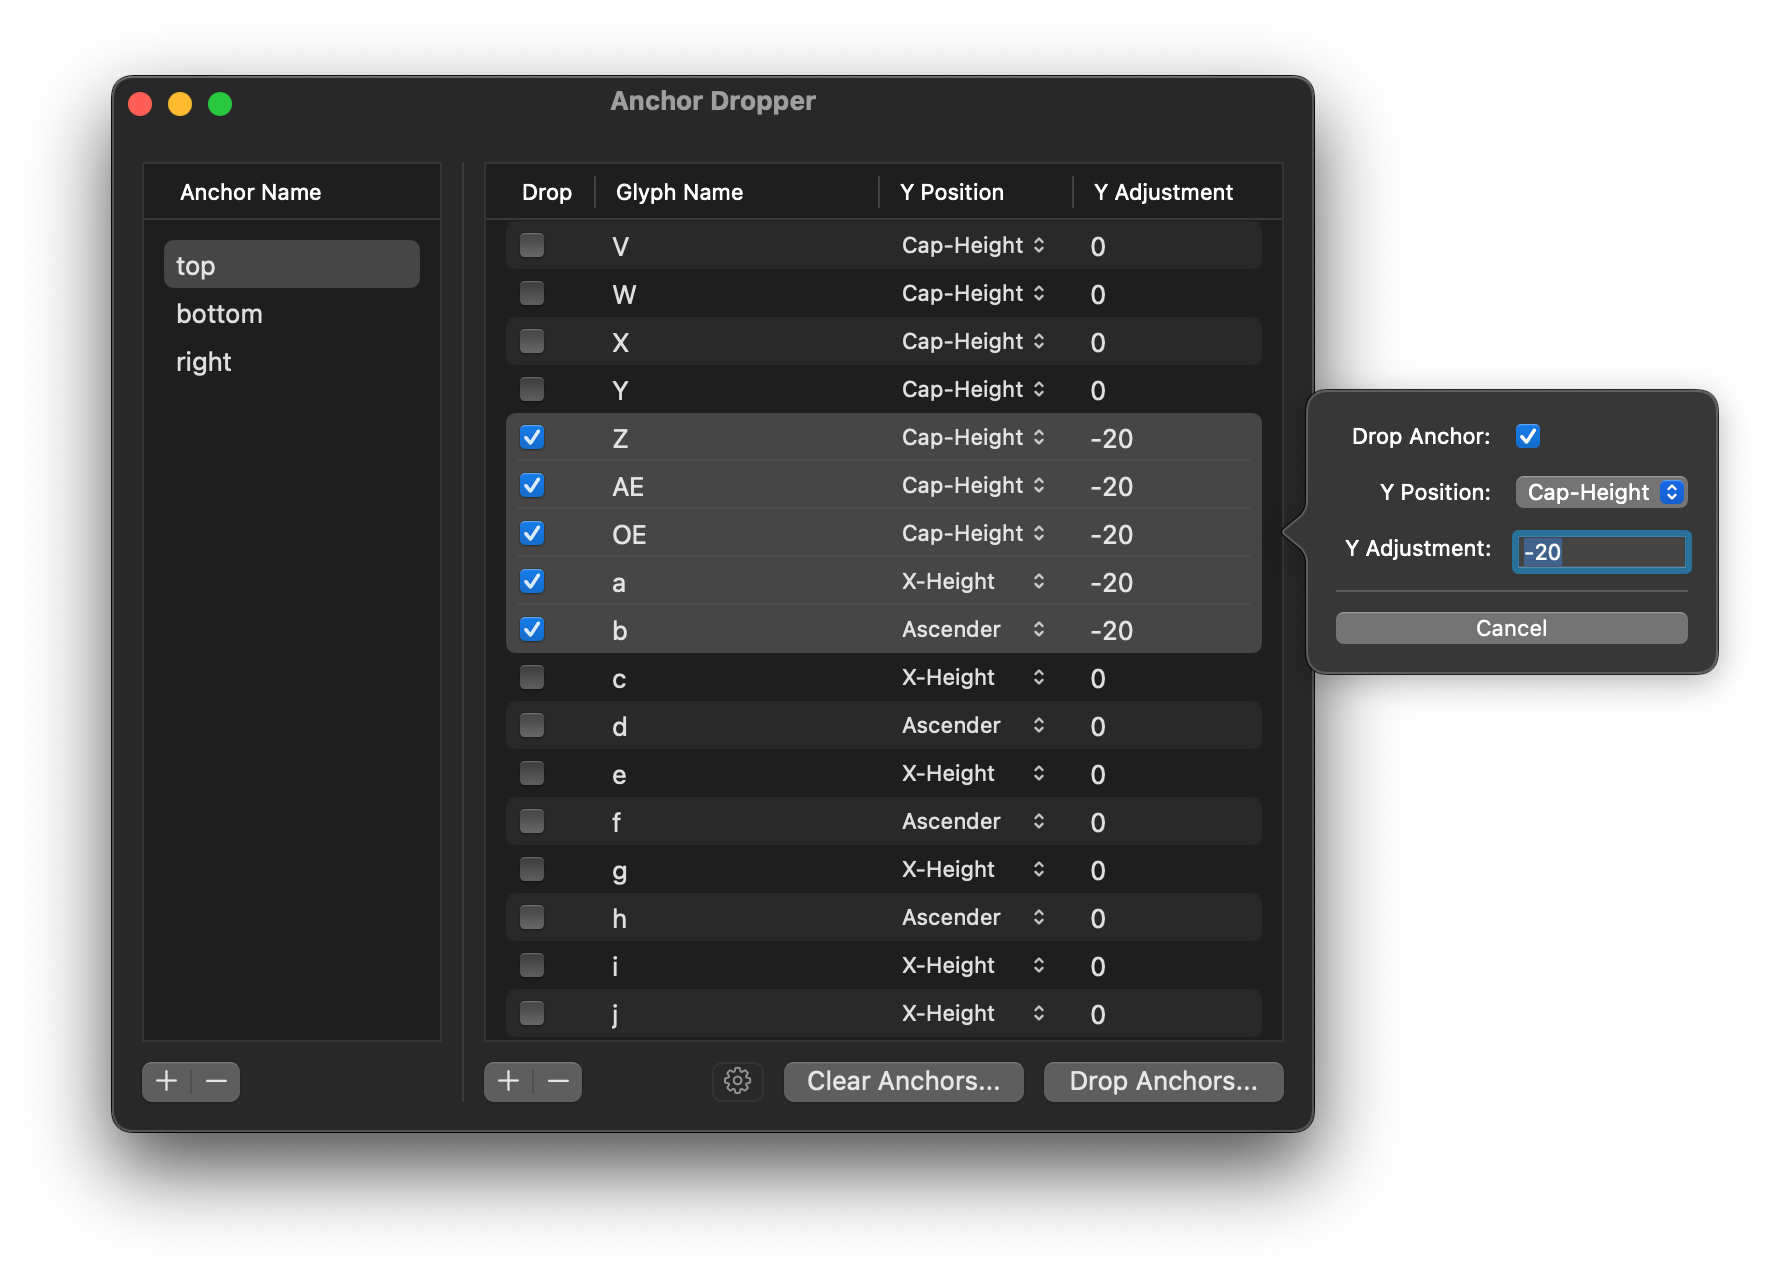 Anchor Dropper
Anchor Name
top
bottom
right
Drop Glyph Name Y Position Y Adjustment
V Cap-Height 0
W Cap-Height 0
X Cap-Height 0
Y Cap-Height 0
Z Cap-Height -20
AE Cap-Height -20
OE Cap-Height -20
a X-Height -20
b Ascender -20
c X-Height 0
d Ascender 0
e X-Height 0
f Ascender 0
g X-Height 0
h Ascender 0
i X-Height 0
j X-Height 0
Clear Anchors... Drop Anchors...
Drop Anchor:
Y Position: Cap-Height
Y Adjustment: -20
Cancel